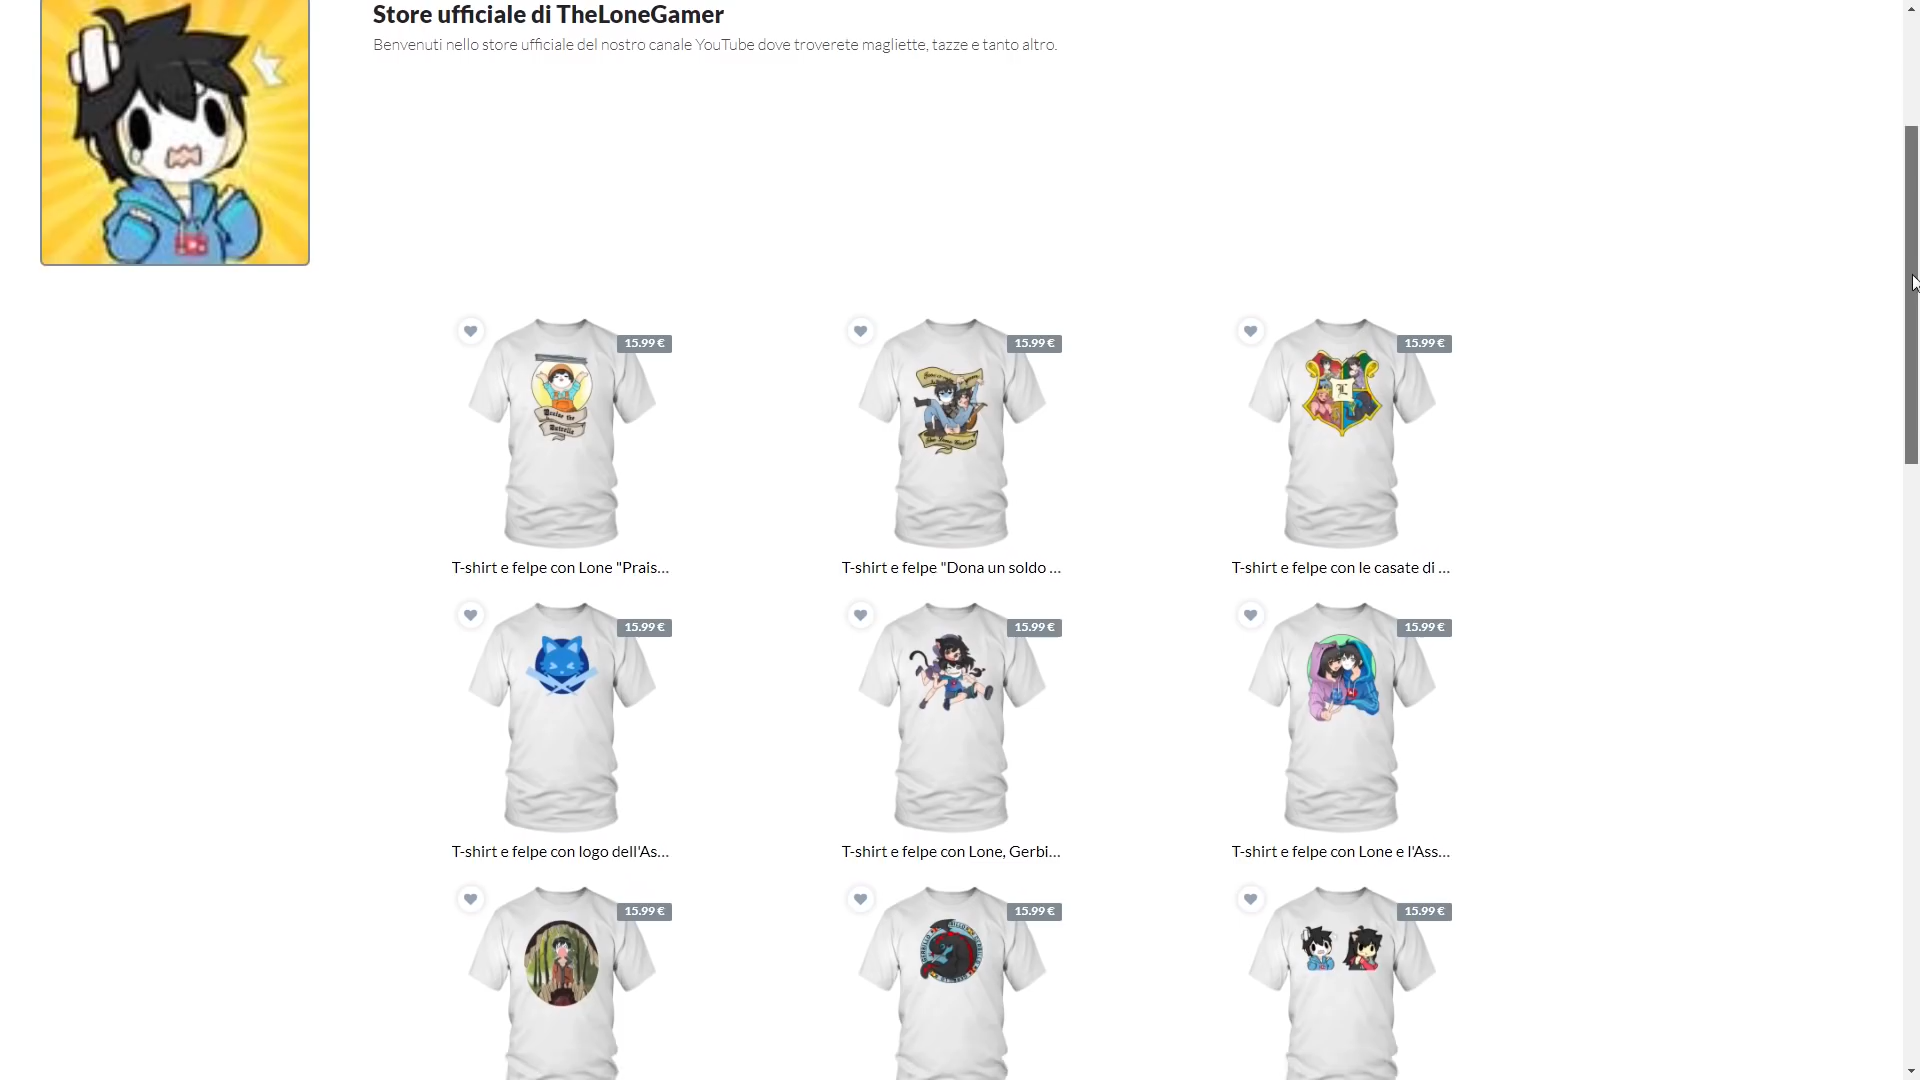 Store ufficiale di TheLoneGamer
Benvenuti nello store ufficiale del nostro canale YouTube dove troverete magliette, tazze e tanto altro.
15.99 €
15.99 €
15.99 €
T-shirt e felpe con Lone "Prais...
T-shirt e felpe "Dona un soldo ...
T-shirt e felpe con le casate di ...
15.99 €
15.99 €
15.99 €
T-shirt e felpe con logo dell'As...
T-shirt e felpe con Lone, Gerbi...
T-shirt e felpe con Lone e l'Ass...
15.99 €
15.99 €
15.99 €